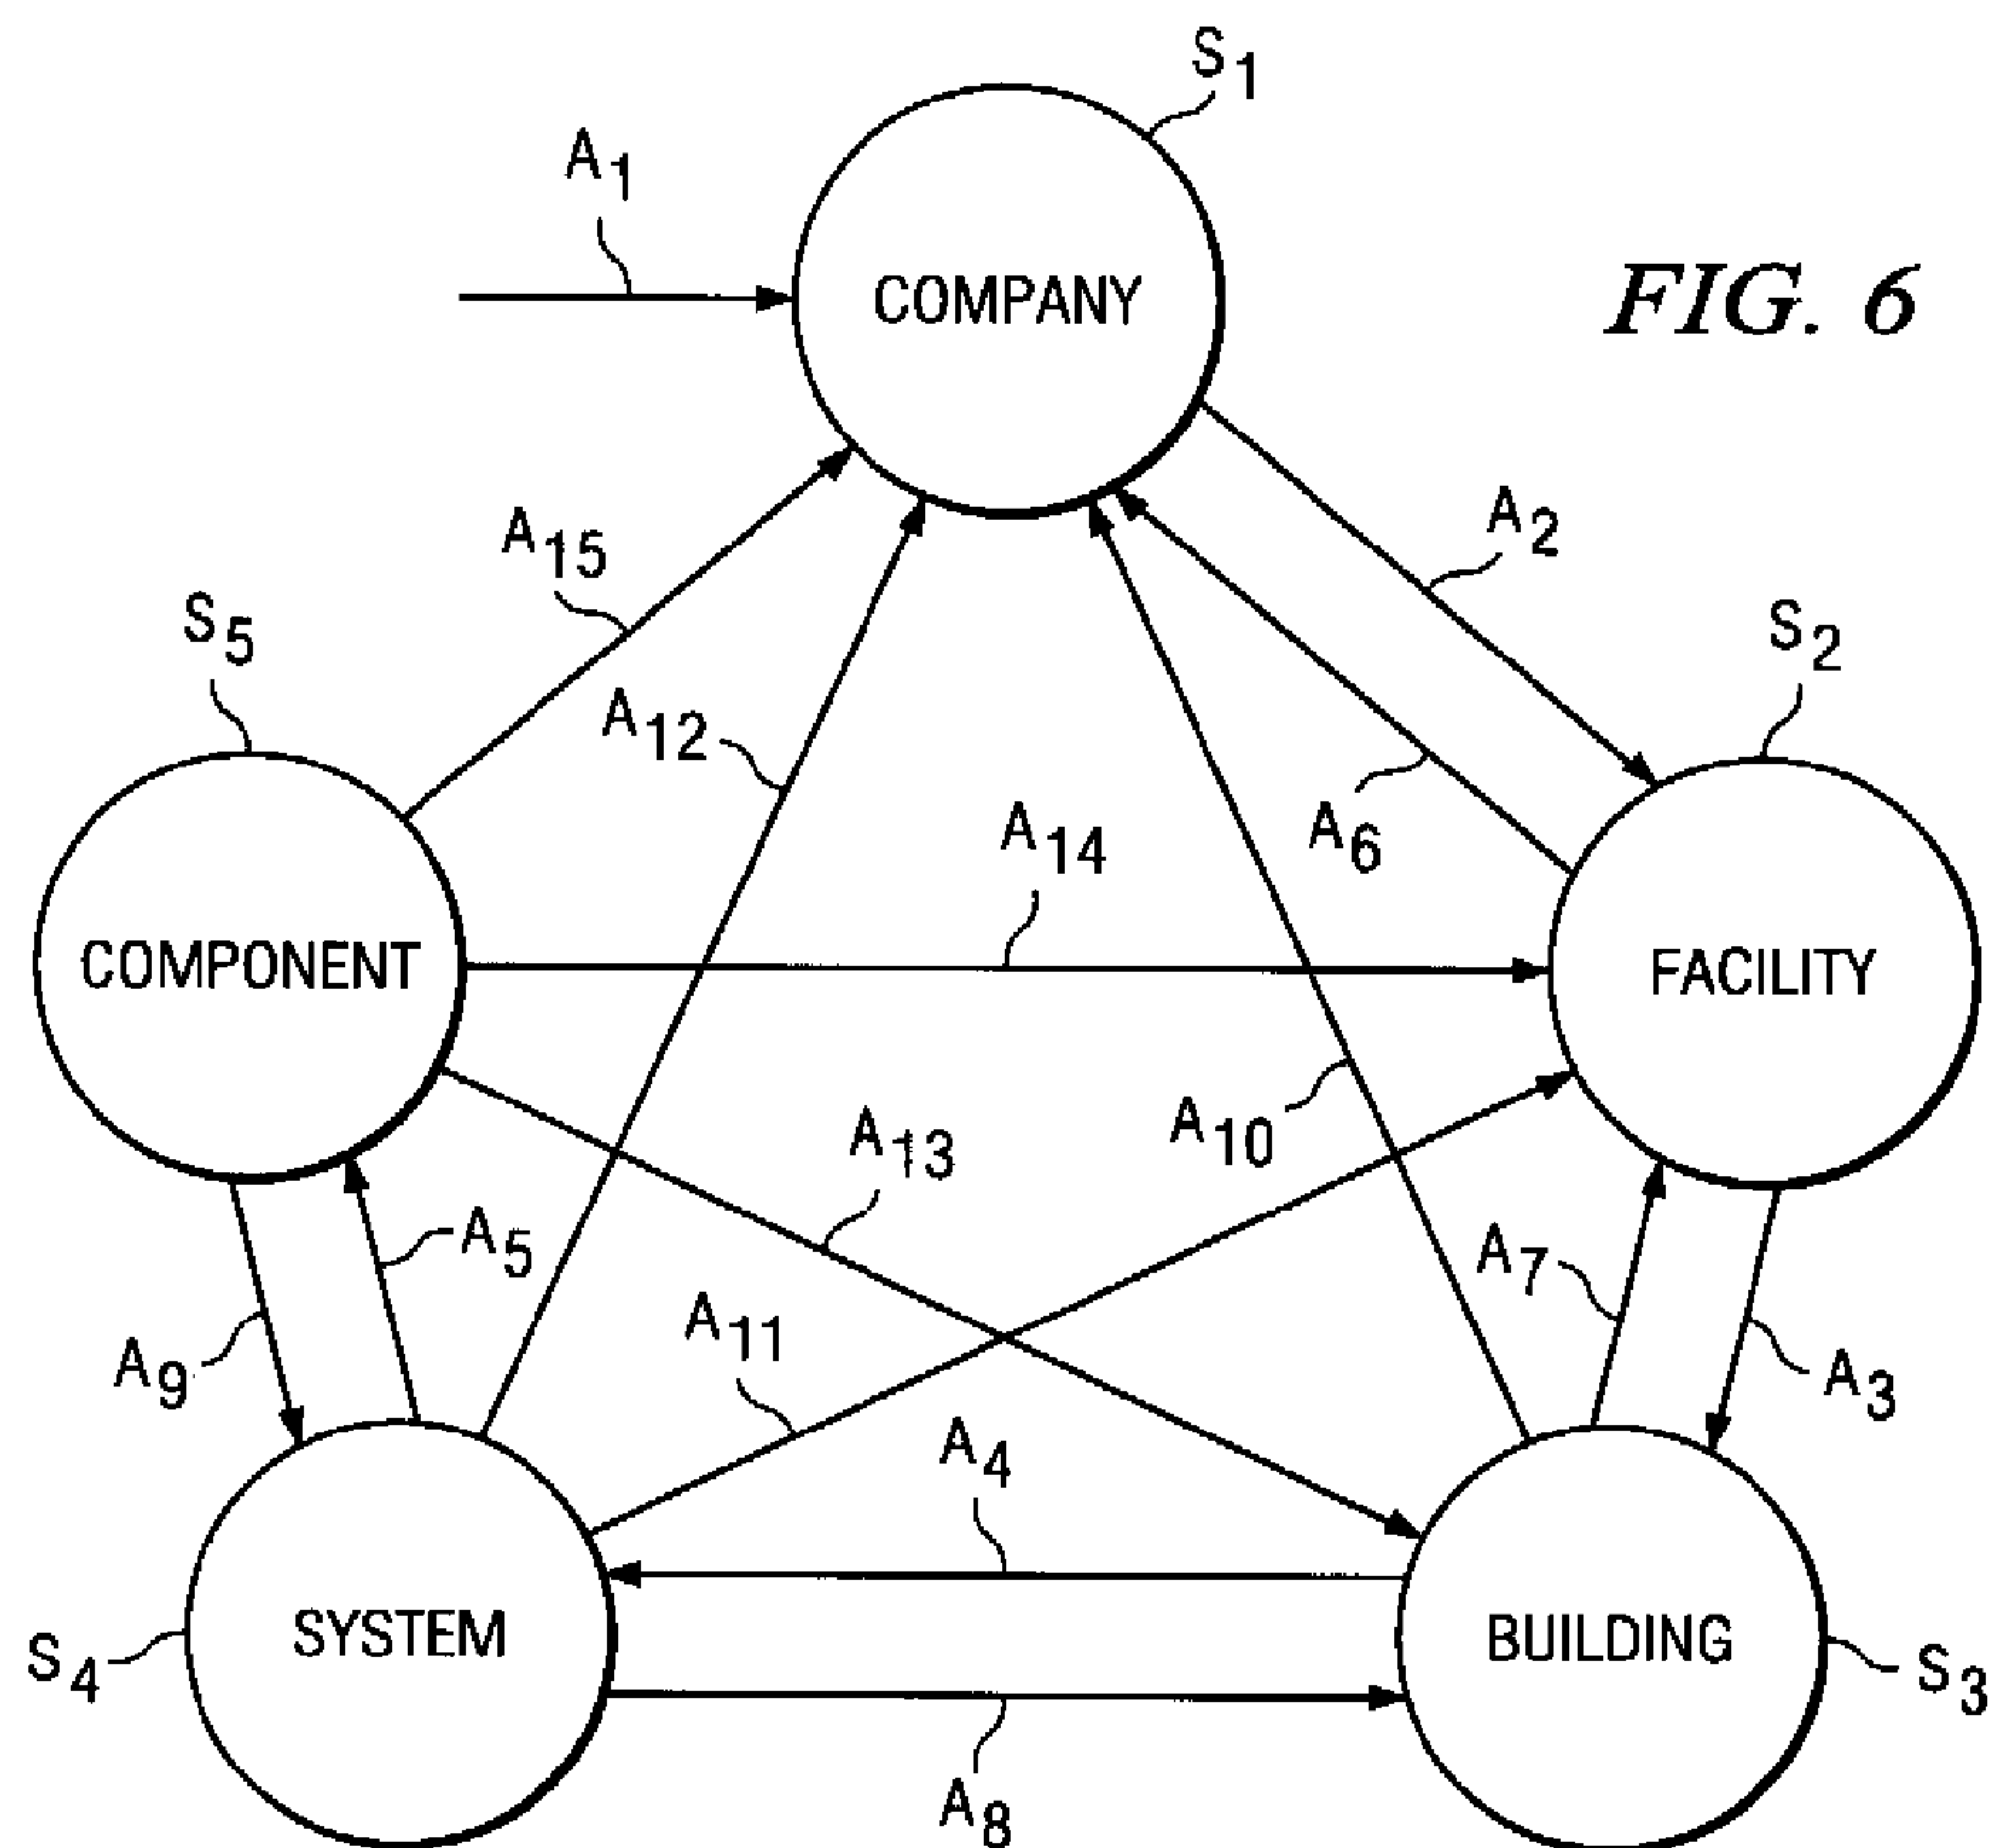 S1
A1
COMPANY
FIG. 6
A2
A15
S5
S2
A12
A6
A14
COMPONENT
FACILITY
A10
A13
A5
A7
A11
A9
A3
A4
SYSTEM
BUILDING
S4
S3
A8